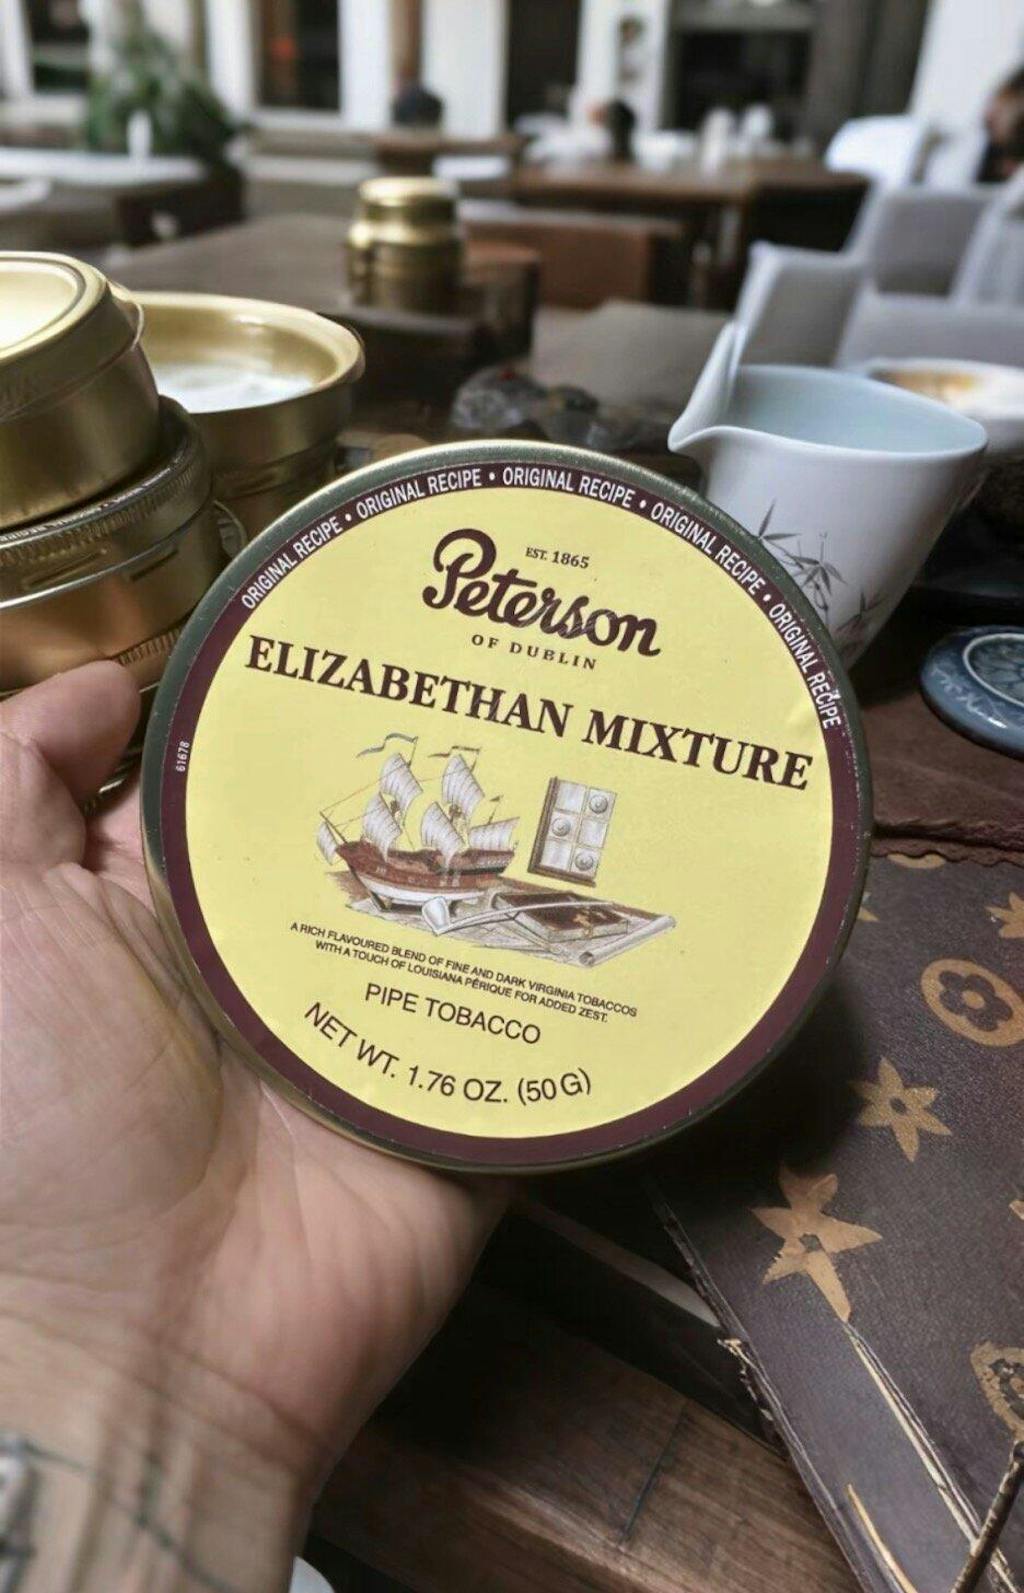 ORIGINAL RECIPE • ORIGINAL RECIPE • ORIGINAL RECIPE • ORIGINAL RECIPE • ORIGINAL RECIPE
EST. 1865
Peterson
OF DUBLIN
ELIZABETHAN MIXTURE
61678
A RICH FLAVOURED BLEND OF FINE AND DARK VIRGINIA TOBACCOS
WITH A TOUCH OF LOUISIANA PÉRIQUE FOR ADDED ZEST.
PIPE TOBACCO
NET WT. 1.76 OZ. (50 G)